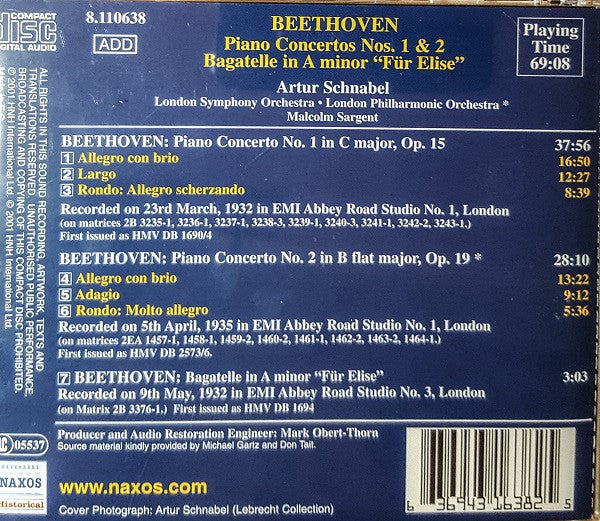 COMPACT
disc
DIGITAL AUDIO
8.110638
ADD
BEETHOVEN
Piano Concertos Nos. 1 & 2
Bagatelle in A minor “Für Elise”
Playing
Time
69:08
Artur Schnabel
London Symphony Orchestra • London Philharmonic Orchestra *
Malcolm Sargent
BEETHOVEN: Piano Concerto No. 1 in C major, Op. 15 37:56
1 Allegro con brio 16:50
2 Largo 12:27
3 Rondo: Allegro scherzando 8:39
Recorded on 23rd March, 1932 in EMI Abbey Road Studio No. 1, London
(on matrices 2B 3235-1, 3236-1, 3237-1, 3238-3, 3239-1, 3240-3, 3241-1, 3242-2, 3243-1.)
First issued as HMV DB 1690/4
BEETHOVEN: Piano Concerto No. 2 in B flat major, Op. 19 * 28:10
4 Allegro con brio 13:22
5 Adagio 9:12
6 Rondo: Molto allegro 5:36
Recorded on 5th April, 1935 in EMI Abbey Road Studio No. 1, London
(on matrices 2EA 1457-1, 1458-1, 1459-2, 1460-2, 1461-1, 1462-2, 1463-2, 1464-1.)
First issued as HMV DB 2573/6.
7 BEETHOVEN: Bagatelle in A minor “Für Elise” 3:03
Recorded on 9th May, 1932 in EMI Abbey Road Studio No. 3, London
(on Matrix 2B 3376-1.) First issued as HMV DB 1694
Producer and Audio Restoration Engineer: Mark Obert-Thorn
Source material kindly provided by Michael Gartz and Don Tait.
www.naxos.com
Cover Photograph: Artur Schnabel (Lebrecht Collection)
ALL RIGHTS IN THIS SOUND RECORDING, ARTWORK, TEXTS AND
TRANSLATIONS RESERVED. UNAUTHORISED PUBLIC PERFORMANCE,
BROADCASTING AND COPYING OF THIS COMPACT DISC PROHIBITED.
℗ 2001 HNH International Ltd. © 2001 HNH International Ltd.
05537
NAXOS
Historical
6 36943 16382 5